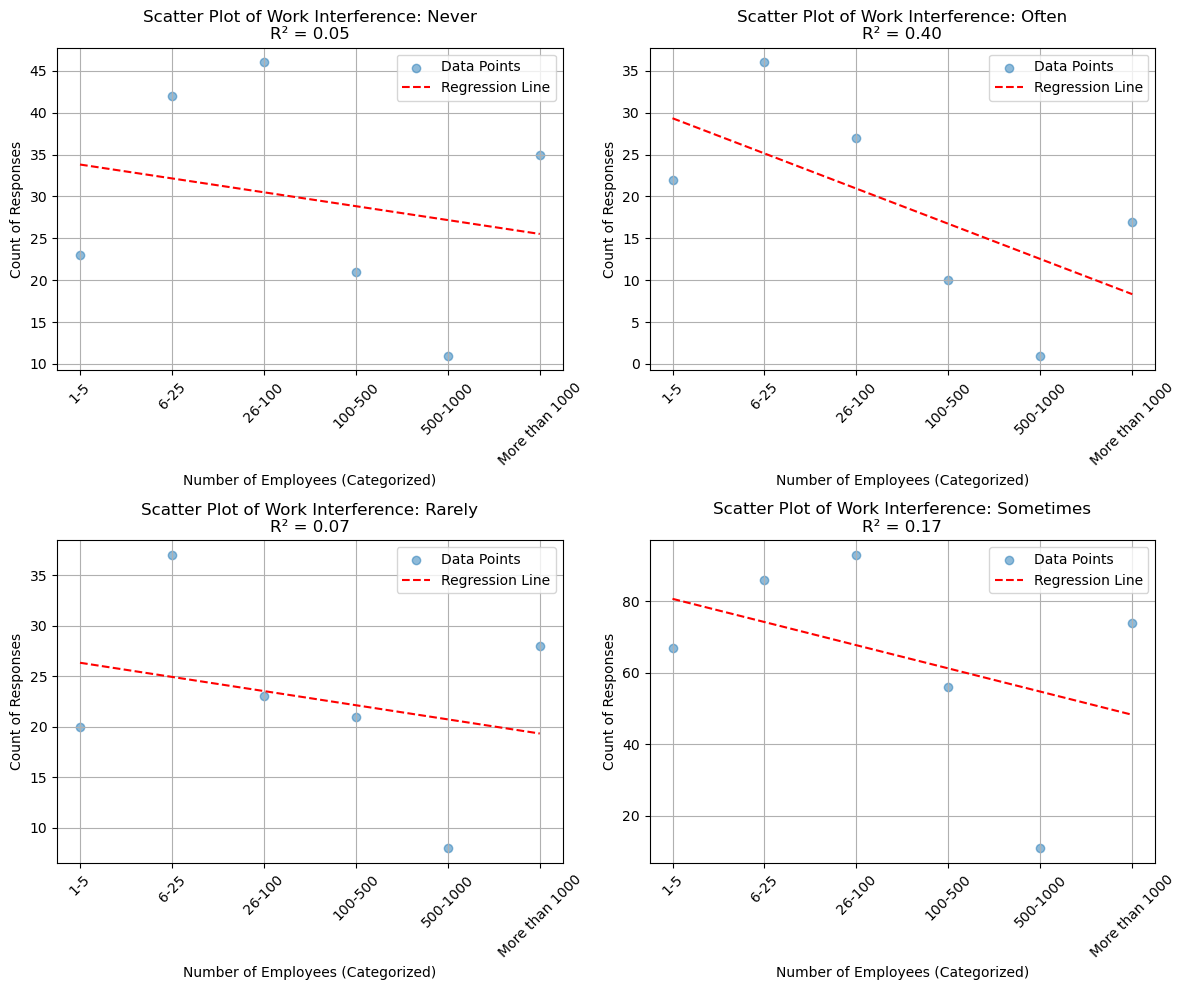 Scatter Plot of Work Interference: Never
R² = 0.05
Data Points
Regression Line
Count of Responses
45
40
35
30
25
20
15
10
1-5
6-25
26-100
100-500
500-1000
More than 1000
Number of Employees (Categorized)
Scatter Plot of Work Interference: Often
R² = 0.40
Data Points
Regression Line
Count of Responses
35
30
25
20
15
10
5
0
1-5
6-25
26-100
100-500
500-1000
More than 1000
Number of Employees (Categorized)
Scatter Plot of Work Interference: Rarely
R² = 0.07
Data Points
Regression Line
Count of Responses
35
30
25
20
15
10
1-5
6-25
26-100
100-500
500-1000
More than 1000
Number of Employees (Categorized)
Scatter Plot of Work Interference: Sometimes
R² = 0.17
Data Points
Regression Line
Count of Responses
80
60
40
20
1-5
6-25
26-100
100-500
500-1000
More than 1000
Number of Employees (Categorized)